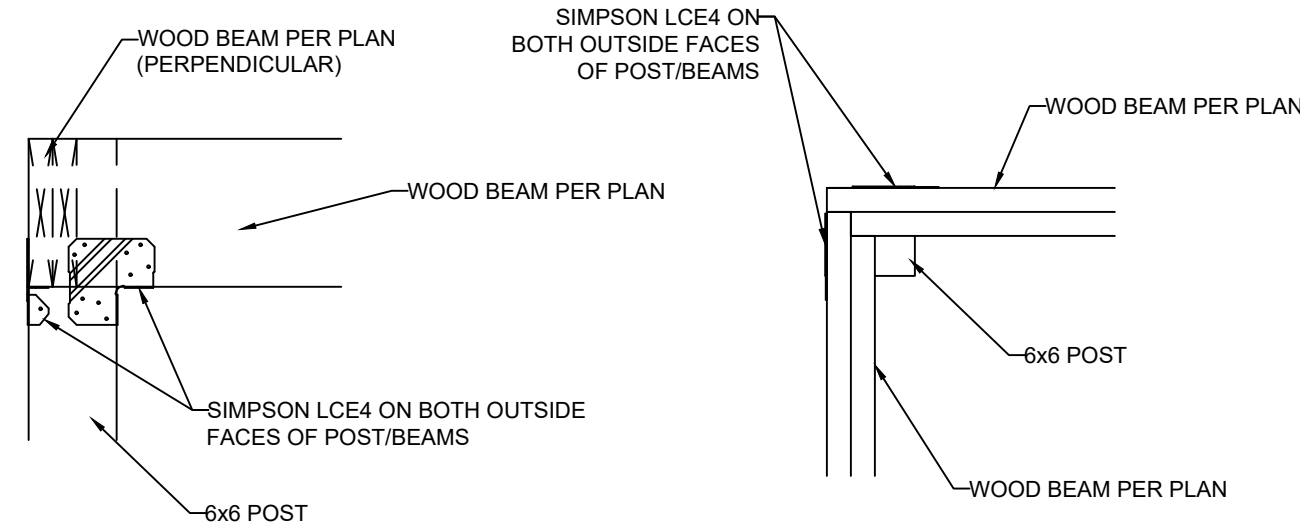 WOOD BEAM PER PLAN
(PERPENDICULAR)
WOOD BEAM PER PLAN
SIMPSON LCE4 ON BOTH OUTSIDE
FACES OF POST/BEAMS
6x6 POST
SIMPSON LCE4 ON
BOTH OUTSIDE FACES
OF POST/BEAMS
WOOD BEAM PER PLAN
6x6 POST
WOOD BEAM PER PLAN